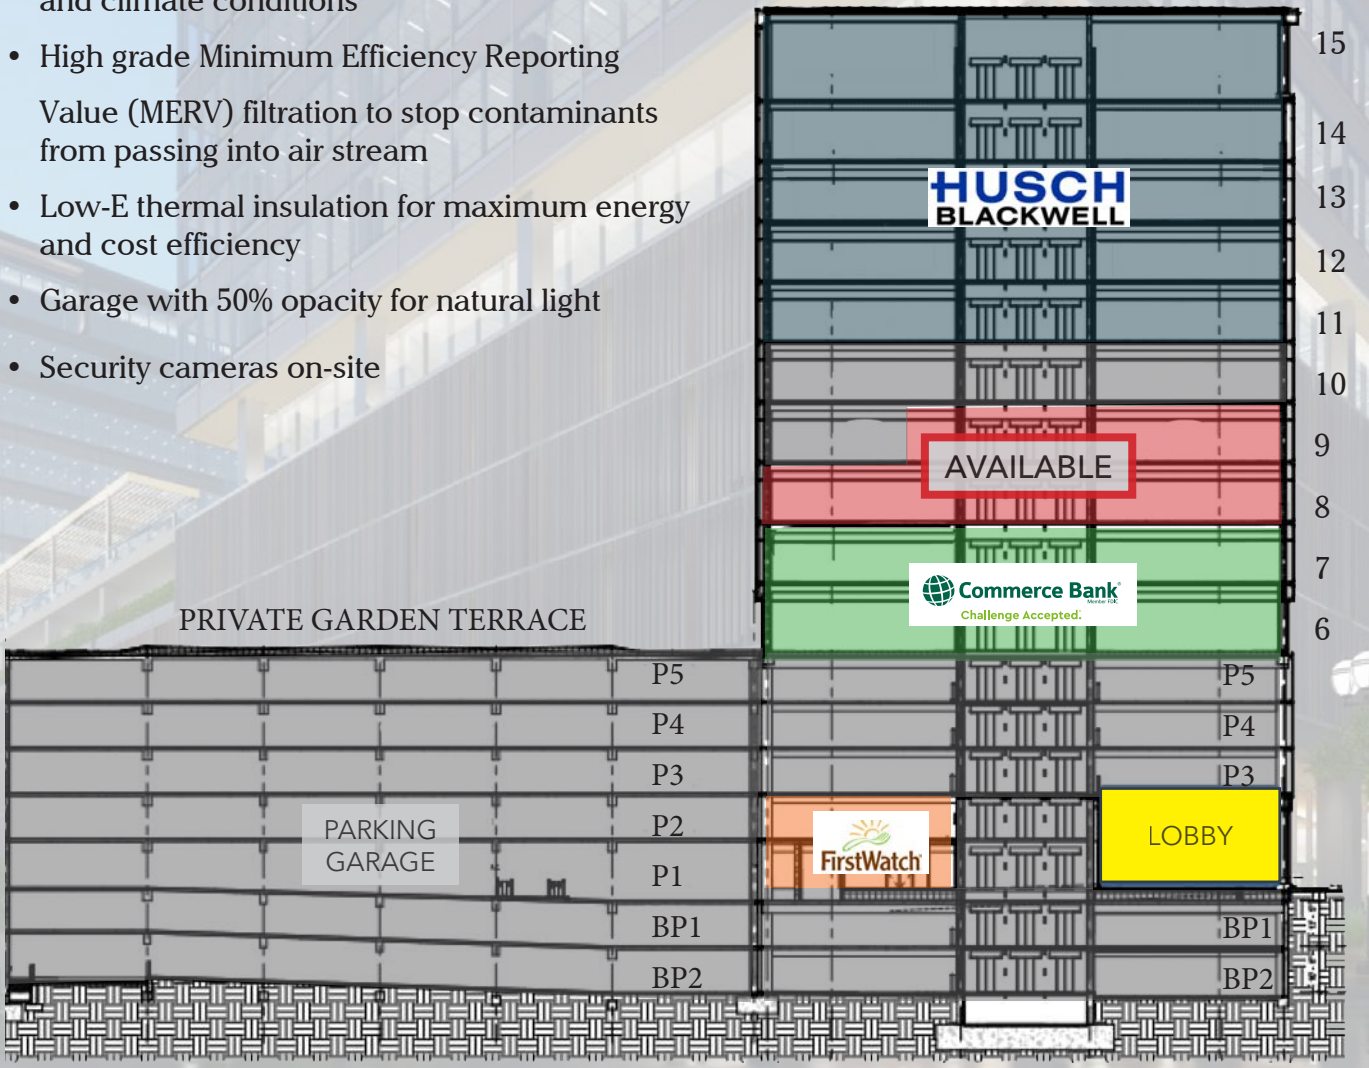 and climate conditions
• High grade Minimum Efficiency Reporting
Value (MERV) filtration to stop contaminants
from passing into air stream
• Low-E thermal insulation for maximum energy
and cost efficiency
• Garage with 50% opacity for natural light
• Security cameras on-site
15
14
13
12
11
10
9
8
7
6
HUSCH
BLACKWELL
AVAILABLE
Commerce Bank
Member FDIC
Challenge Accepted.
PRIVATE GARDEN TERRACE
P5
P4
P3
P2
P1
BP1
BP2
PARKING
GARAGE
P5
P4
P3
FirstWatch
LOBBY
BP1
BP2